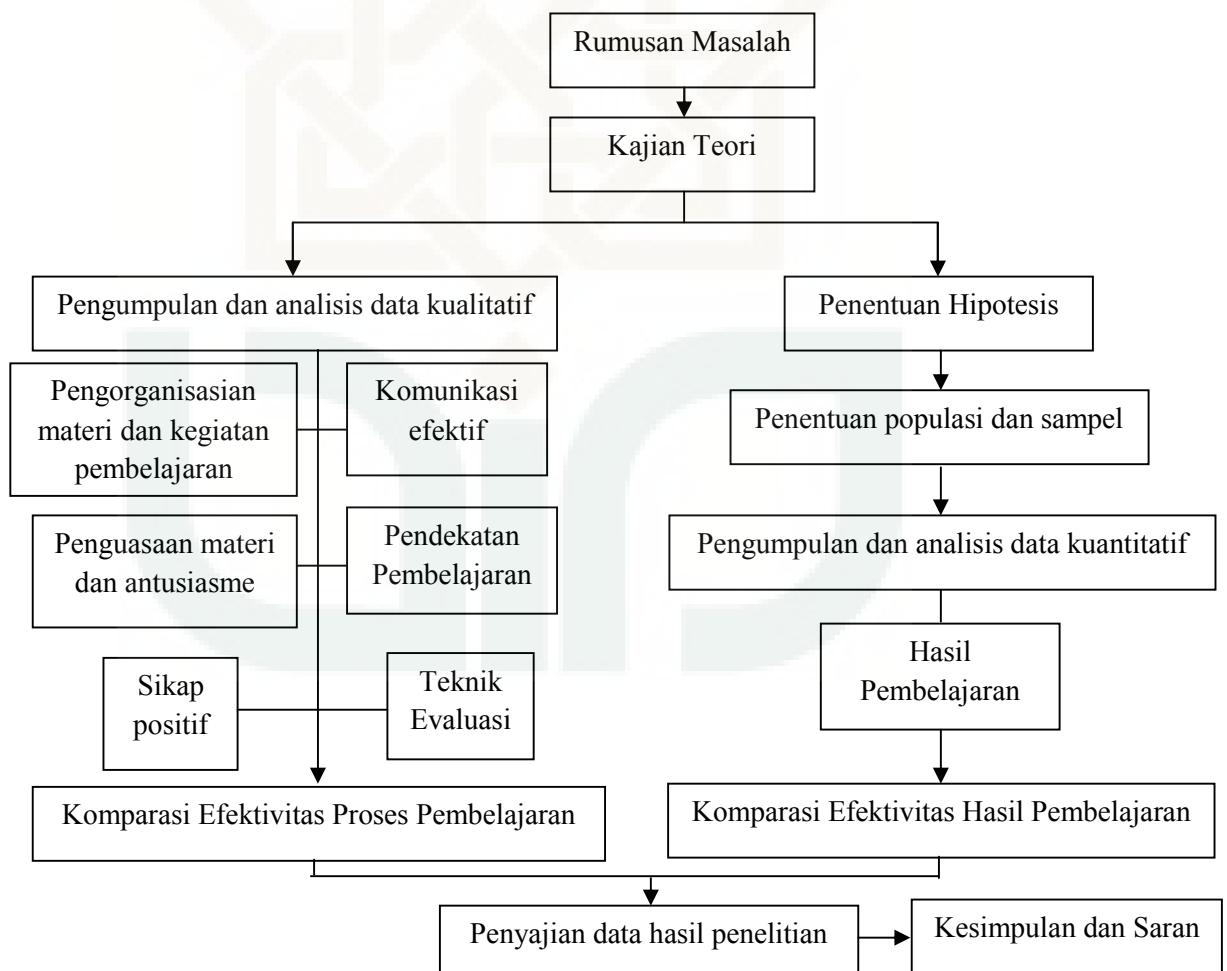 Rumusan Masalah
Kajian Teori
Pengumpulan dan analisis data kualitatif
Pengorganisasian
materi dan kegiatan
pembelajaran
Komunikasi
efektif
Penguasaan materi
dan antusiasme
Pendekatan
Pembelajaran
Sikap
positif
Teknik
Evaluasi
Komparasi Efektivitas Proses Pembelajaran
Penentuan Hipotesis
Penentuan populasi dan sampel
Pengumpulan dan analisis data kuantitatif
Hasil
Pembelajaran
Komparasi Efektivitas Hasil Pembelajaran
Penyajian data hasil penelitian
Kesimpulan dan Saran